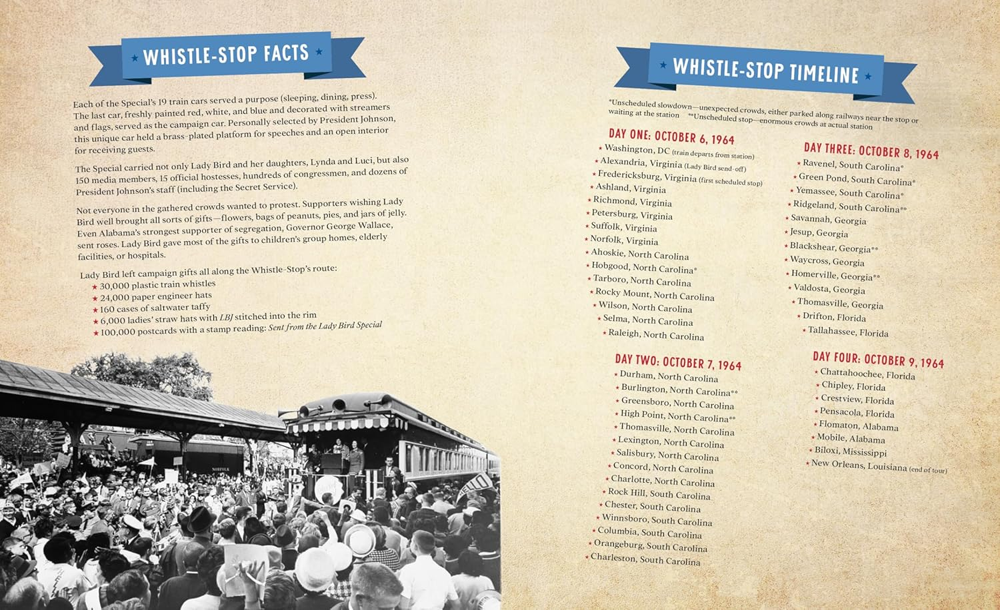 WHISTLE-STOP FACTS
Each of the Special's 19 train cars served a purpose (sleeping, dining, press).
The last car, freshly painted red, white, and blue and decorated with streamers
and flags, served as the campaign car. Personally selected by President Johnson,
this unique car held a brass-plated platform for speeches and an open interior
for receiving guests.
The Special carried not only Lady Bird and her daughters, Lynda and Luci, but also
150 media members, 15 official hostesses, hundreds of congressmen, and dozens of
President Johnson's staff (including the Secret Service).
Not everyone in the gathered crowds wanted to protest. Supporters wishing Lady
Bird well brought all sorts of gifts—flowers, bags of peanuts, pies, and jars of jelly.
Even Alabama's strongest supporter of segregation, Governor George Wallace,
sent roses. Lady Bird gave most of the gifts to children's group homes, elderly
facilities, or hospitals.
Lady Bird left campaign gifts all along the Whistle-Stop's route:
★ 30,000 plastic train whistles
★ 24,000 paper engineer hats
★ 160 cases of saltwater taffy
★ 6,000 ladies' straw hats with LBJ stitched into the rim
★ 100,000 postcards with a stamp reading: Sent from the Lady Bird Special
NORFOLK
WHISTLE-STOP TIMELINE
*Unscheduled slowdown—unexpected crowds, either parked along railways near the stop or
waiting at the station **Unscheduled stop—enormous crowds at actual station
DAY ONE: OCTOBER 6, 1964
★ Washington, DC (train departs from station)
★ Alexandria, Virginia (Lady Bird send-off)
★ Fredericksburg, Virginia (first scheduled stop)
★ Ashland, Virginia
★ Richmond, Virginia
★ Petersburg, Virginia
★ Suffolk, Virginia
★ Norfolk, Virginia
★ Ahoskie, North Carolina
★ Hobgood, North Carolina*
★ Tarboro, North Carolina
★ Rocky Mount, North Carolina
★ Wilson, North Carolina
★ Selma, North Carolina
★ Raleigh, North Carolina
DAY TWO: OCTOBER 7, 1964
★ Durham, North Carolina
★ Burlington, North Carolina**
★ Greensboro, North Carolina
★ High Point, North Carolina**
★ Thomasville, North Carolina
★ Lexington, North Carolina
★ Salisbury, North Carolina
★ Concord, North Carolina
★ Charlotte, North Carolina
★ Rock Hill, South Carolina
★ Chester, South Carolina
★ Winnsboro, South Carolina
★ Columbia, South Carolina
★ Orangeburg, South Carolina
★ Charleston, South Carolina
DAY THREE: OCTOBER 8, 1964
★ Ravenel, South Carolina*
★ Green Pond, South Carolina*
★ Yemassee, South Carolina*
★ Ridgeland, South Carolina**
★ Savannah, Georgia
★ Jesup, Georgia
★ Blackshear, Georgia**
★ Waycross, Georgia
★ Homerville, Georgia**
★ Valdosta, Georgia
★ Thomasville, Georgia
★ Drifton, Florida
★ Tallahassee, Florida
DAY FOUR: OCTOBER 9, 1964
★ Chattahoochee, Florida
★ Chipley, Florida
★ Crestview, Florida
★ Pensacola, Florida
★ Flomaton, Alabama
★ Mobile, Alabama
★ Biloxi, Mississippi
★ New Orleans, Louisiana (end of tour)